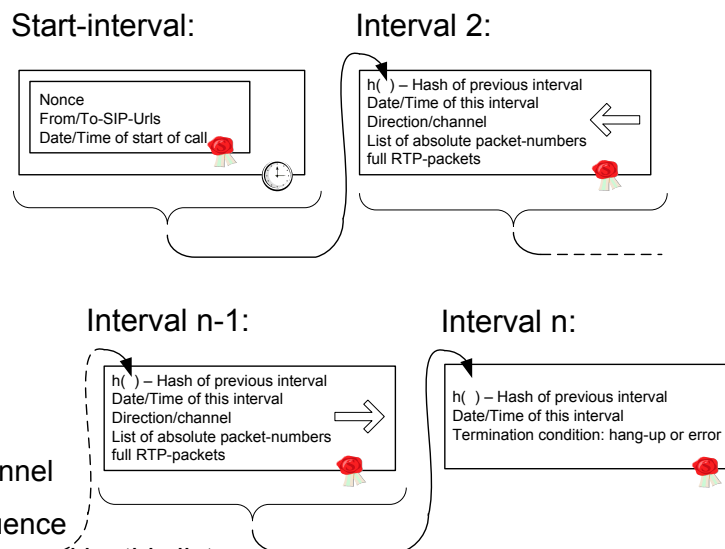 Start-interval:
Nonce
From/To-SIP-Urls
Date/Time of start of call
Interval 2:
h( ) – Hash of previous interval
Date/Time of this interval
Direction/channel
List of absolute packet-numbers
full RTP-packets
Interval n-1:
h( ) – Hash of previous interval
Date/Time of this interval
Direction/channel
List of absolute packet-numbers
full RTP-packets
Interval n:
h( ) – Hash of previous interval
Date/Time of this interval
Termination condition: hang-up or error